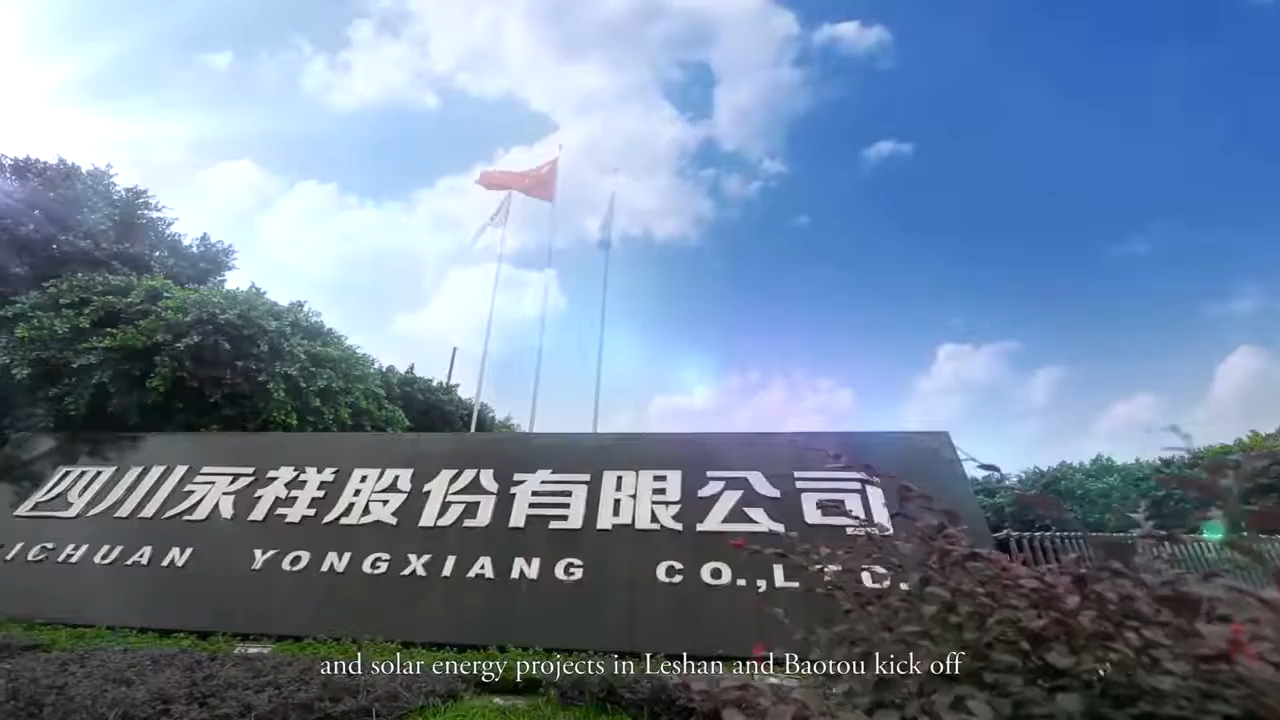 四川永祥股份有限公司
ICHUAN YONGXIANG CO.,LTD.
and solar energy projects in Leshan and Baotou kick off